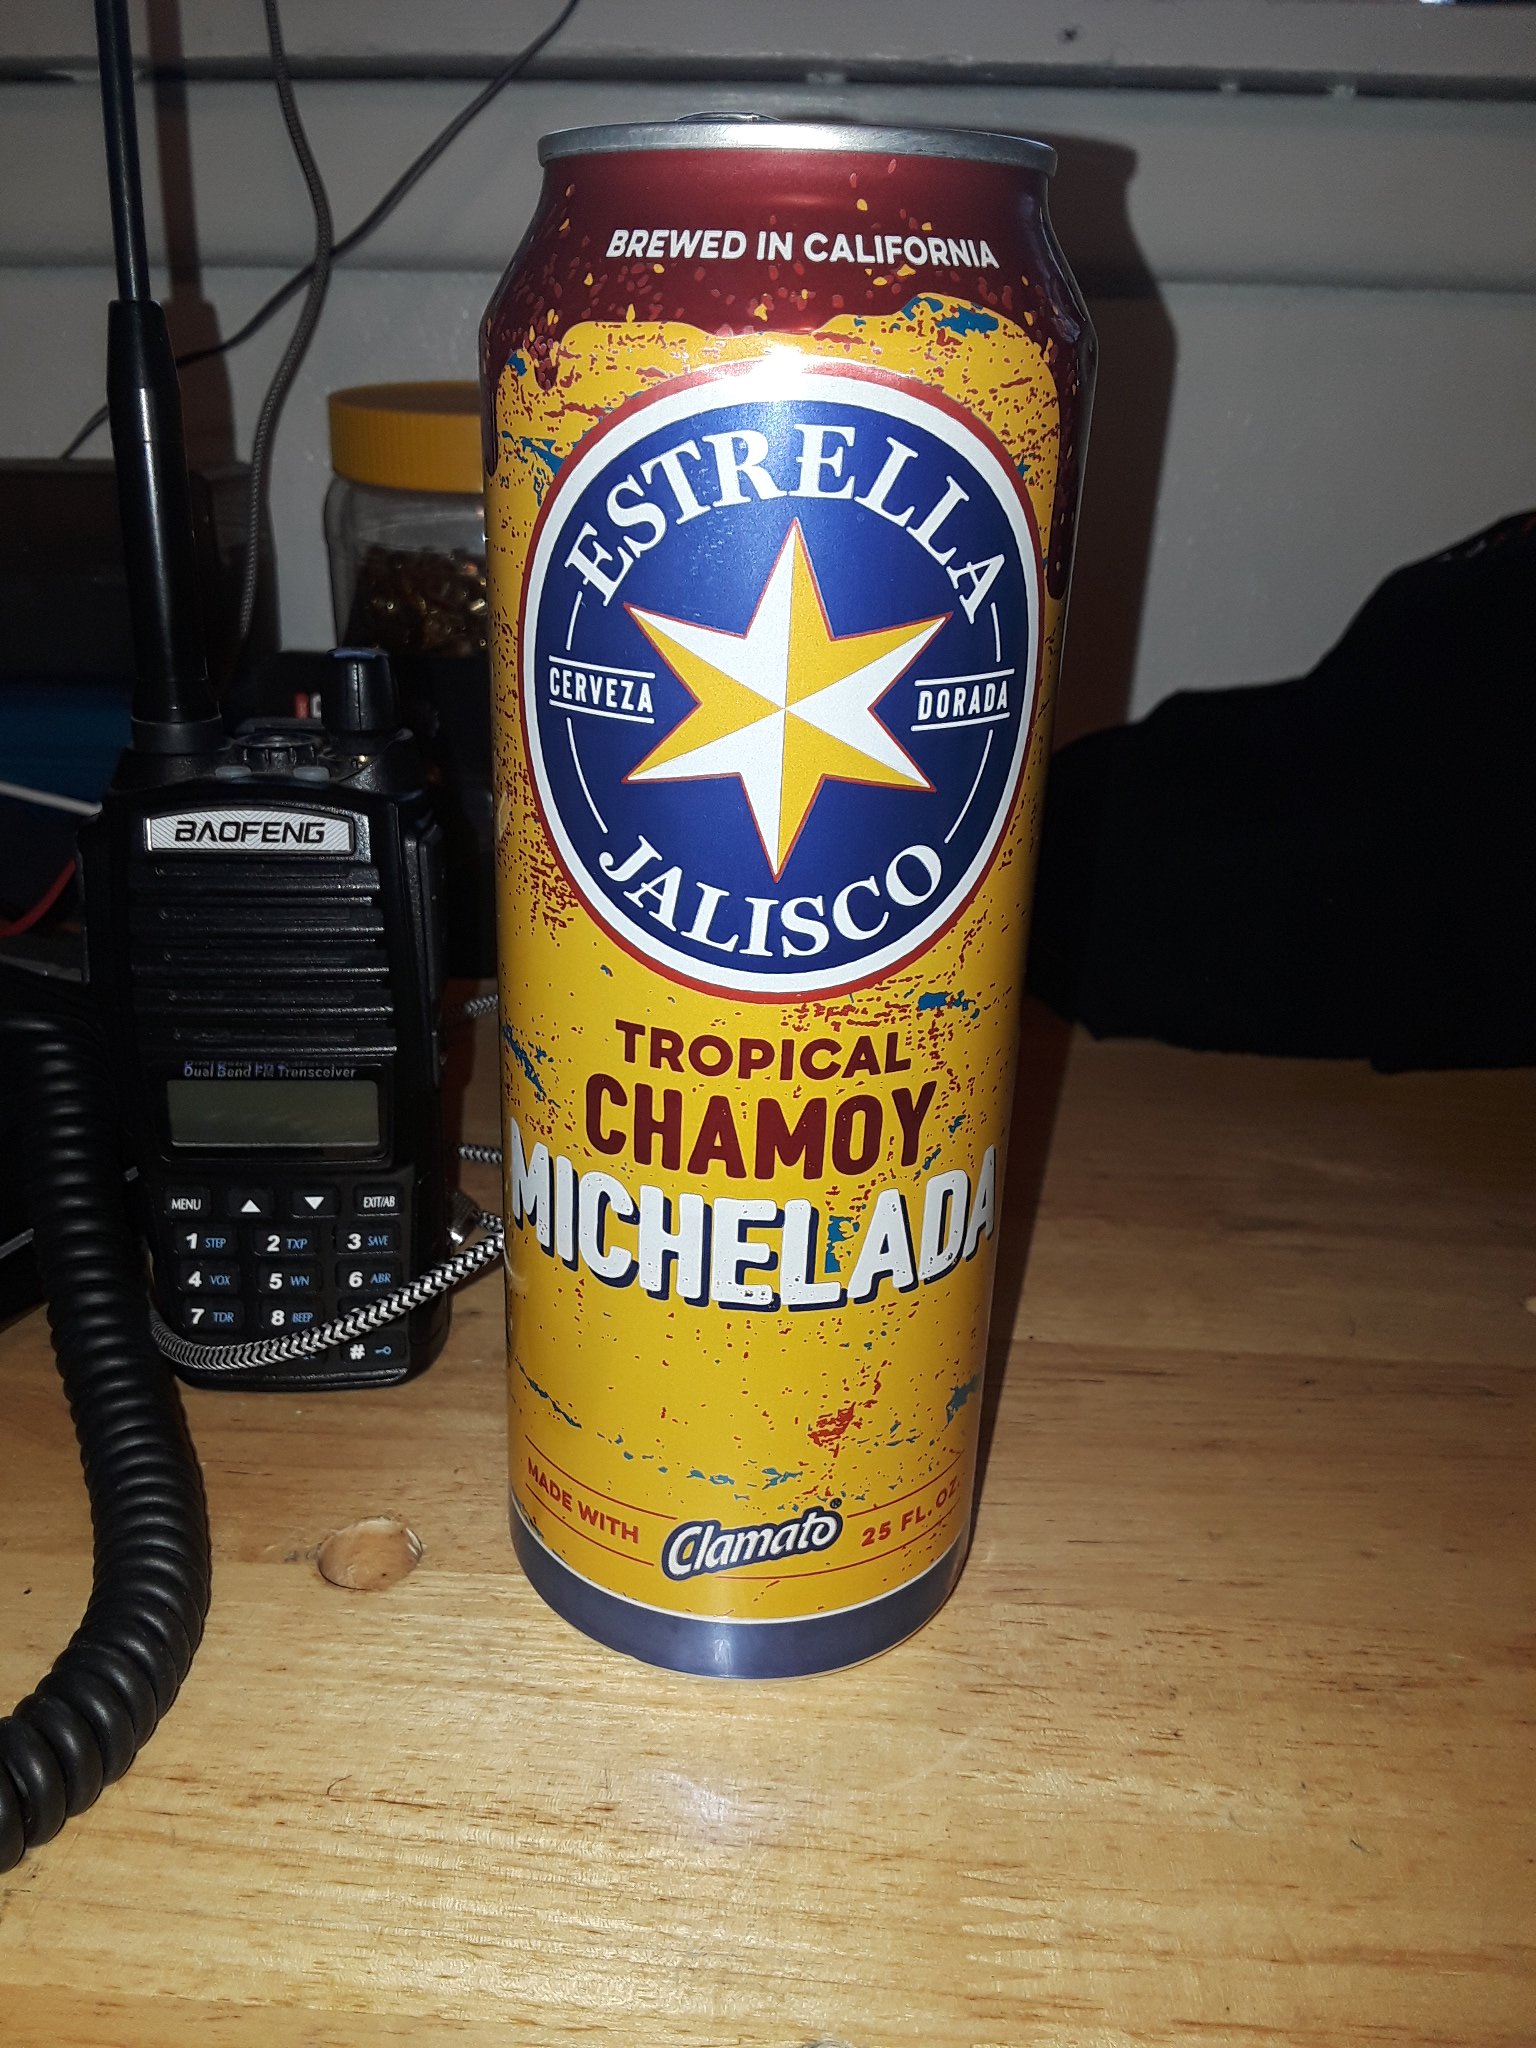 BREWED IN CALIFORNIA
ESTRELLA
CERVEZA
DORADA
JALISCO
TROPICAL
CHAMOY
MICHELADA
MADE WITH
Clamato®
25 FL. OZ.
BAOFENG
Dual Band FM Transceiver
MENU ▲ ▼ EXIT/AB
1 STEP 2 TXP 3 SAVE
4 VOX 5 WN 6 ABR
7 TDR 8 BEEP
#